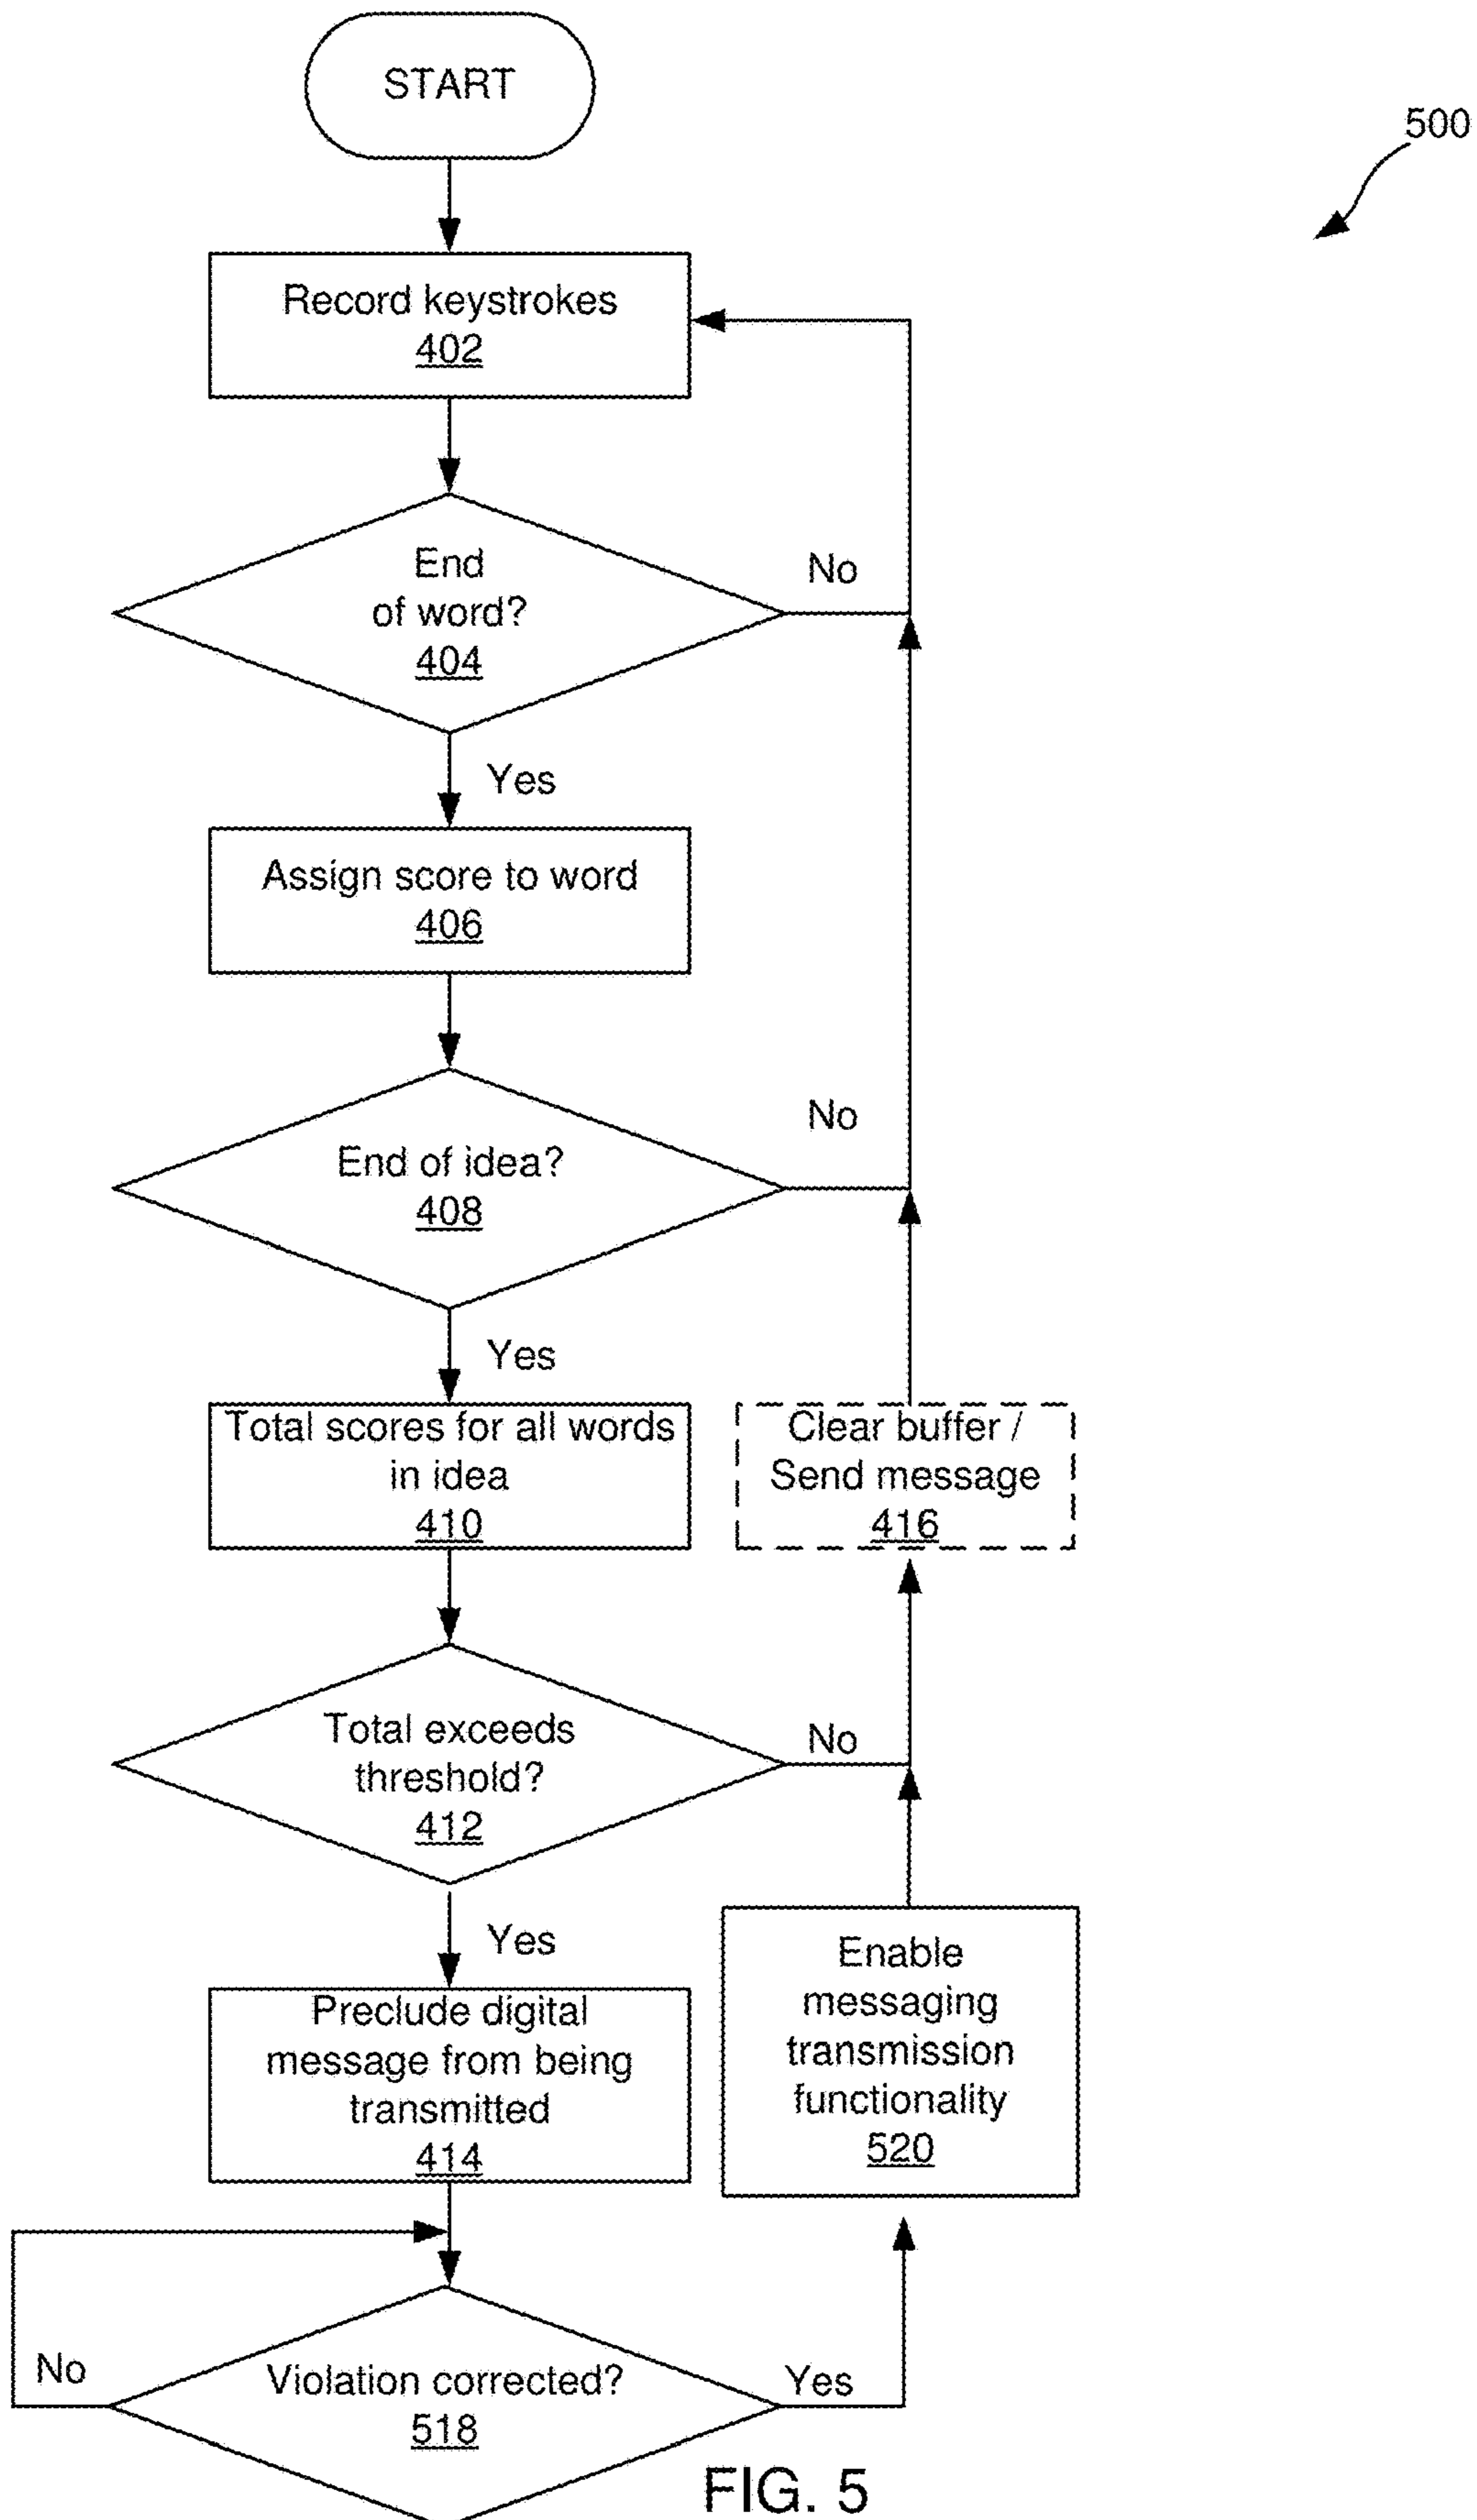 START
500
Record keystrokes
402
End
of word?
404
No
Yes
Assign score to word
406
End of idea?
408
No
Yes
Total scores for all words
in idea
410
Clear buffer /
Send message
416
Total exceeds
threshold?
412
No
Yes
Preclude digital
message from being
transmitted
414
Enable
messaging
transmission
functionality
520
Violation corrected?
518
No
Yes
FIG. 5